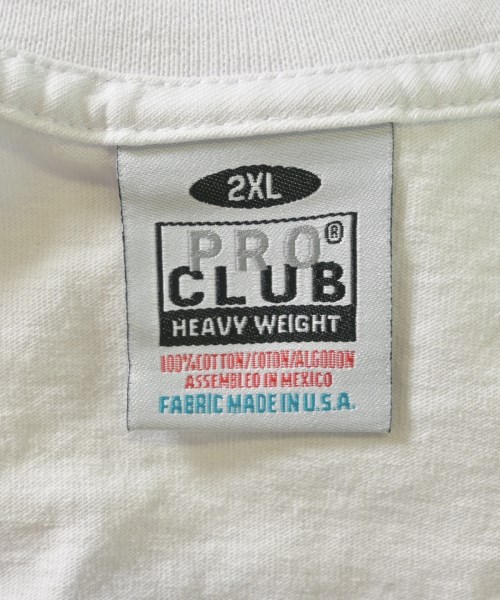 2XL
PRO®
CLUB
HEAVY WEIGHT
100%COTTON/COTON/ALGODON
ASSEMBLED IN MEXICO
FABRIC MADE IN U.S.A.